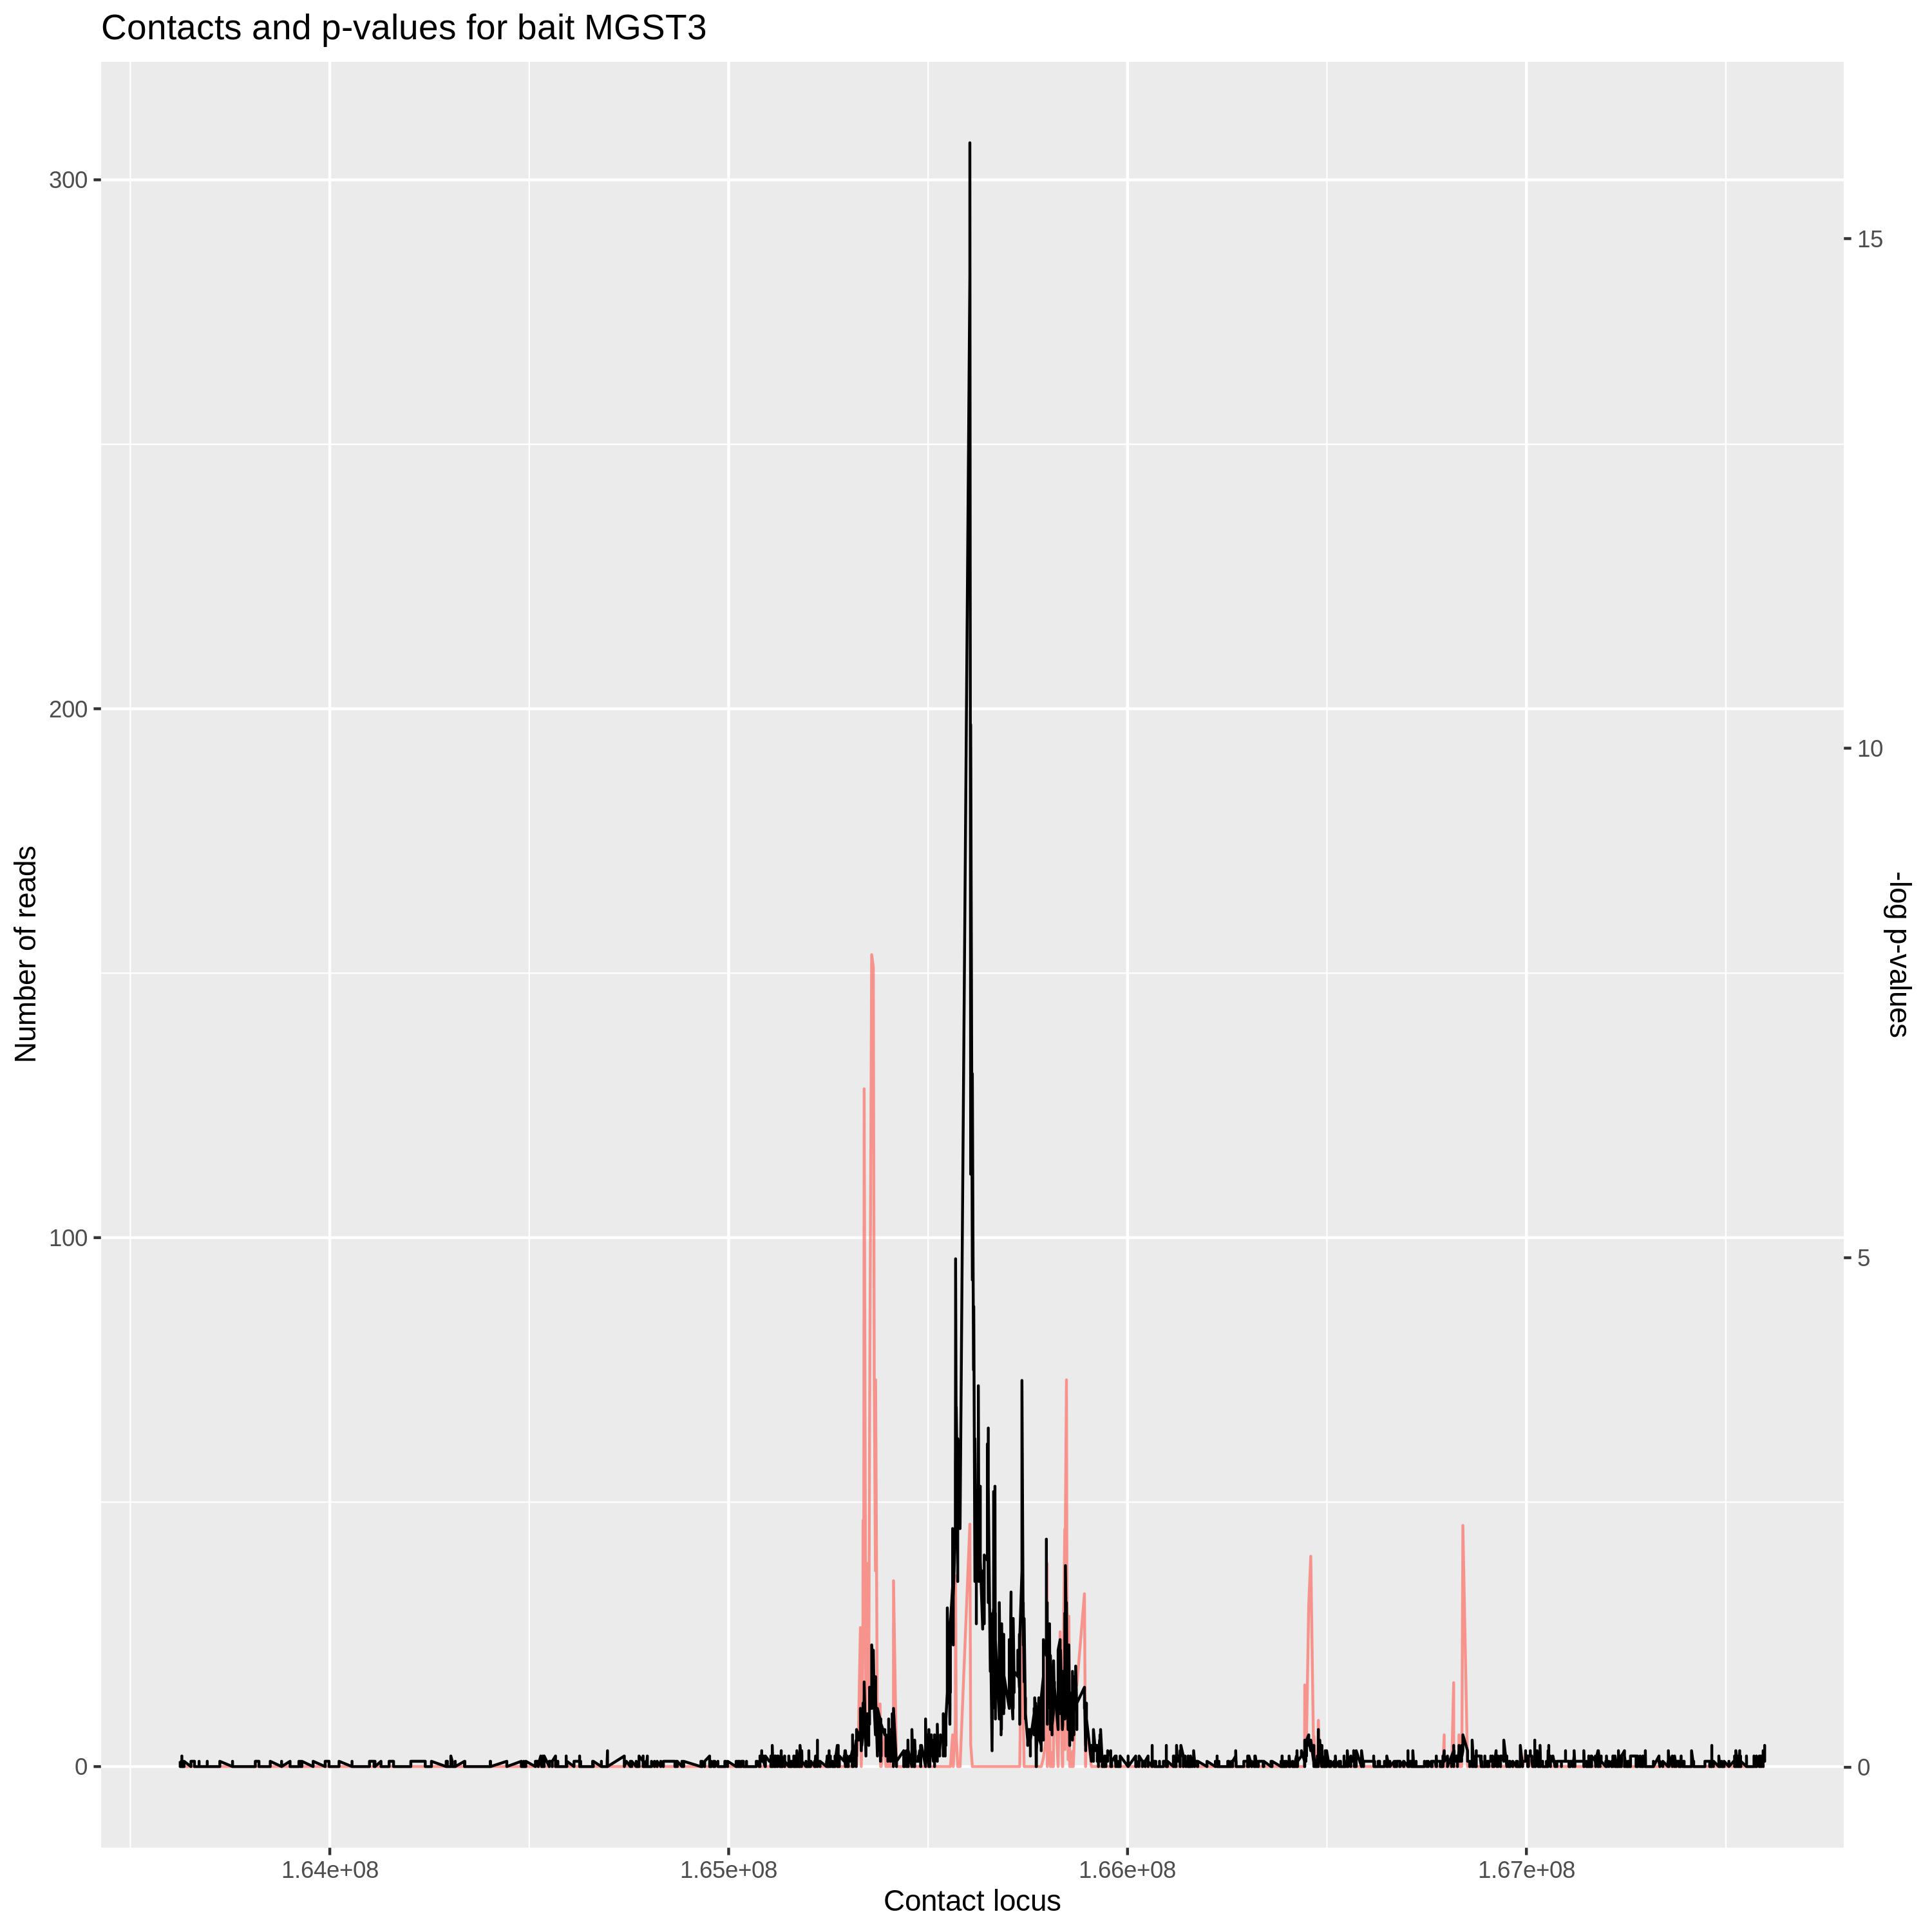 Contacts and p-values for bait MGST3
300
200
100
0
Number of reads
15
10
5
0
-log p-values
1.64e+08 1.65e+08 1.66e+08 1.67e+08
Contact locus